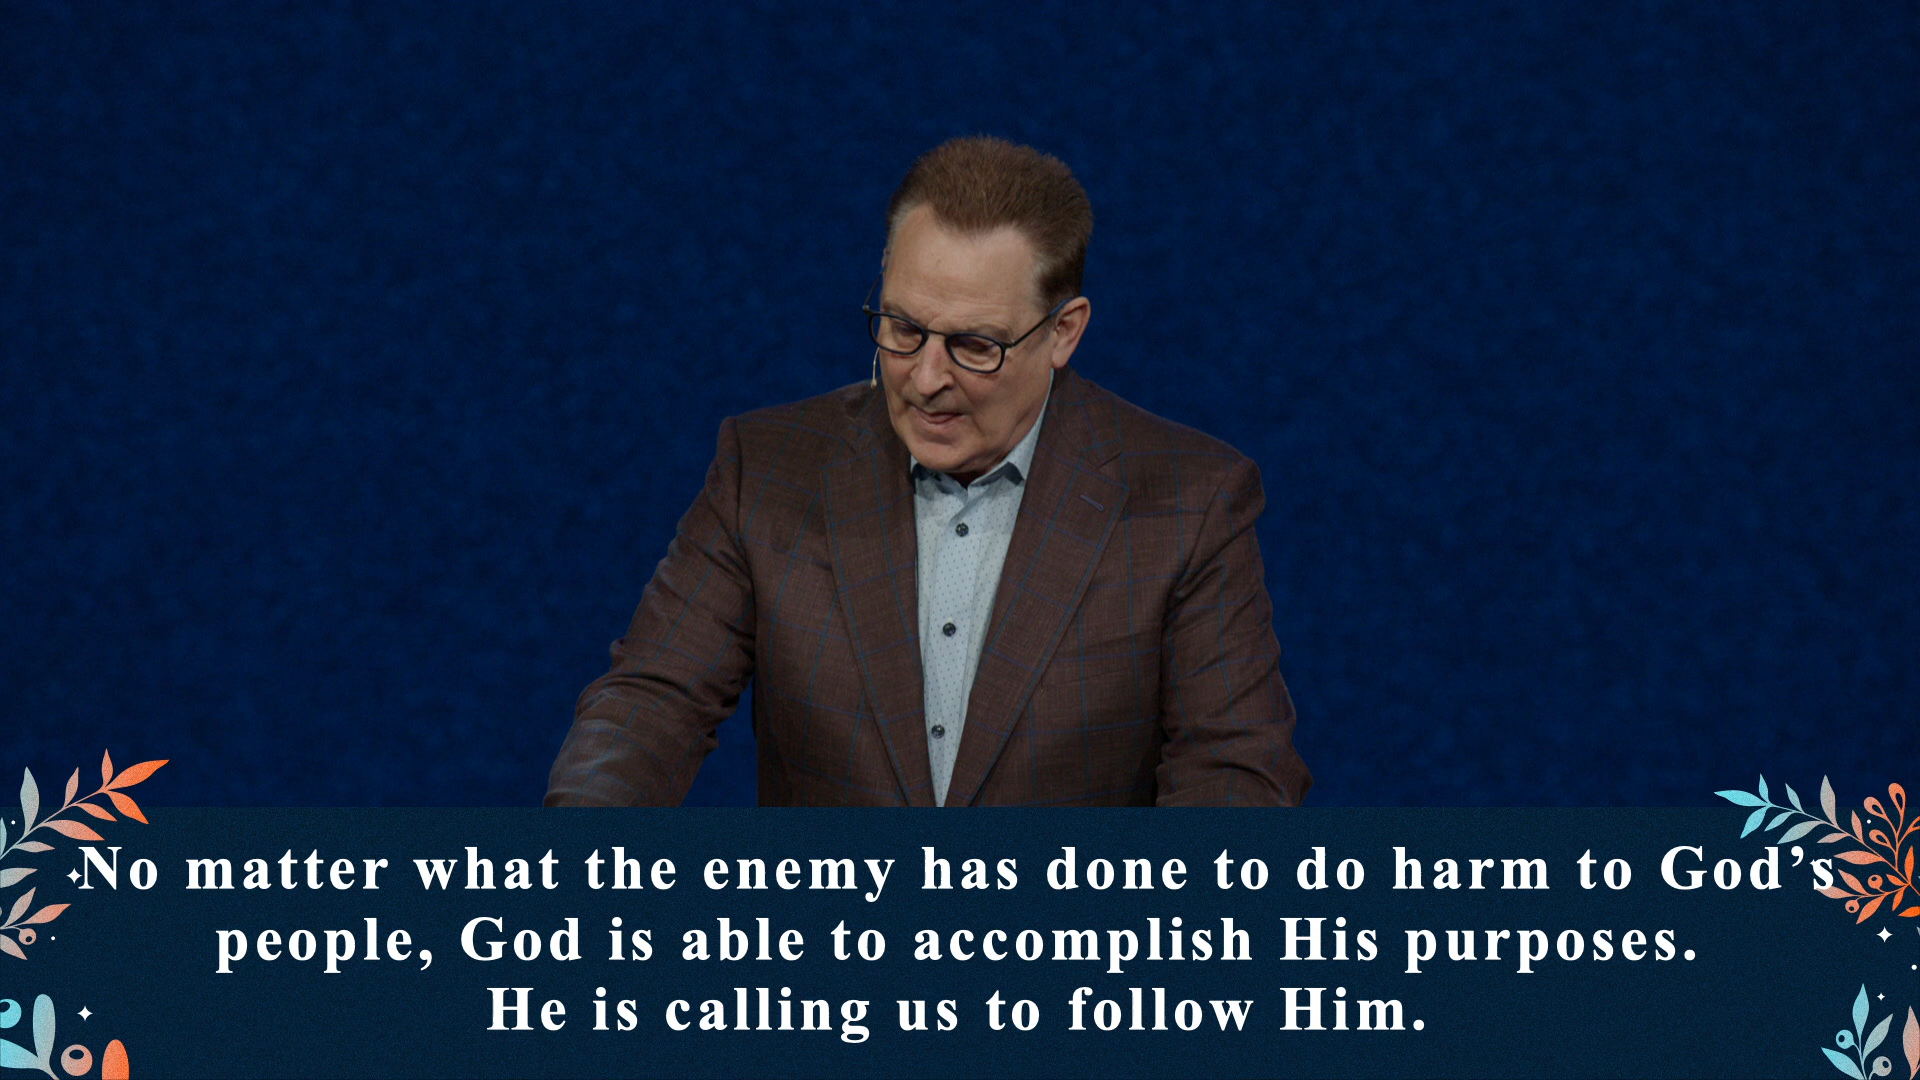 No matter what the enemy has done to do harm to God’s
people, God is able to accomplish His purposes.
He is calling us to follow Him.